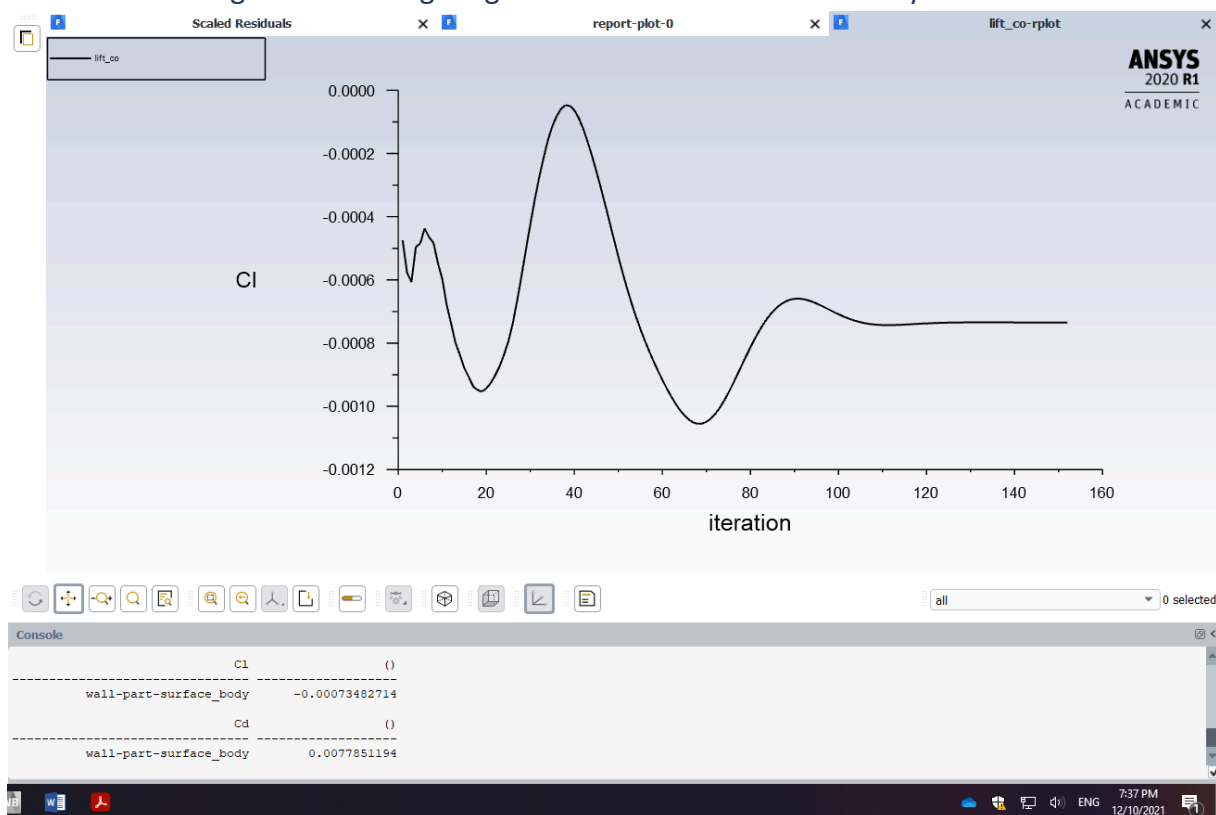 Scaled Residuals
report-plot-0
lift_co-rplot
lift_co
ANSYS
2020 R1
ACADEMIC
0.0000
-0.0002
-0.0004
-0.0006
-0.0008
-0.0010
-0.0012
Cl
0 20 40 60 80 100 120 140 160
iteration
all
0 selected
Console
Cl ()
---------------------------------- --------------------
wall-part-surface_body -0.00073482714
Cd ()
---------------------------------- --------------------
wall-part-surface_body 0.0077851194
ENG
7:37 PM
12/10/2021